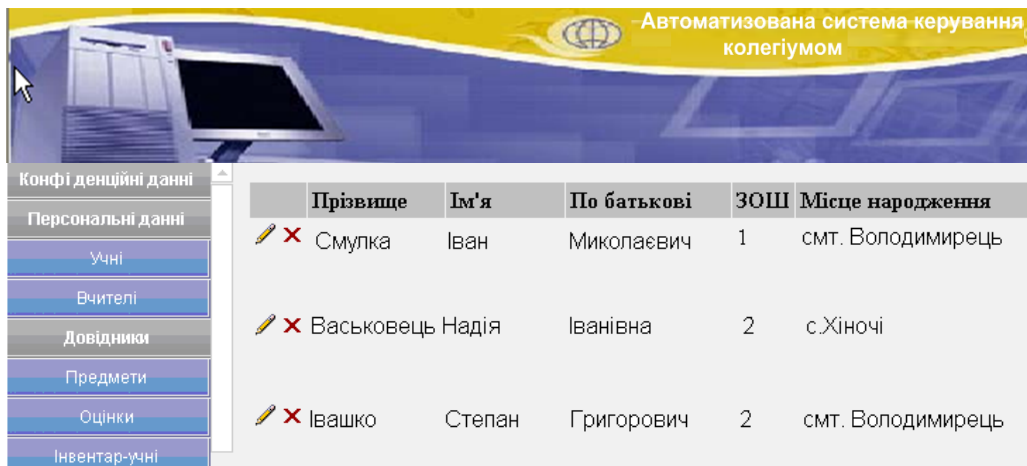 Автоматизована система керування
колегіумом
Конфі денційні данні
Персональні данні
Учні
Вчителі
Довідники
Предмети
Оцінки
Інвентар-учні
Прізвище Ім'я По батькові ЗОШ Місце народження
Смулка Іван Миколаєвич 1 смт. Володимирець
Васьковець Надія Іванівна 2 с.Хіночі
Івашко Степан Григорович 2 смт. Володимирець